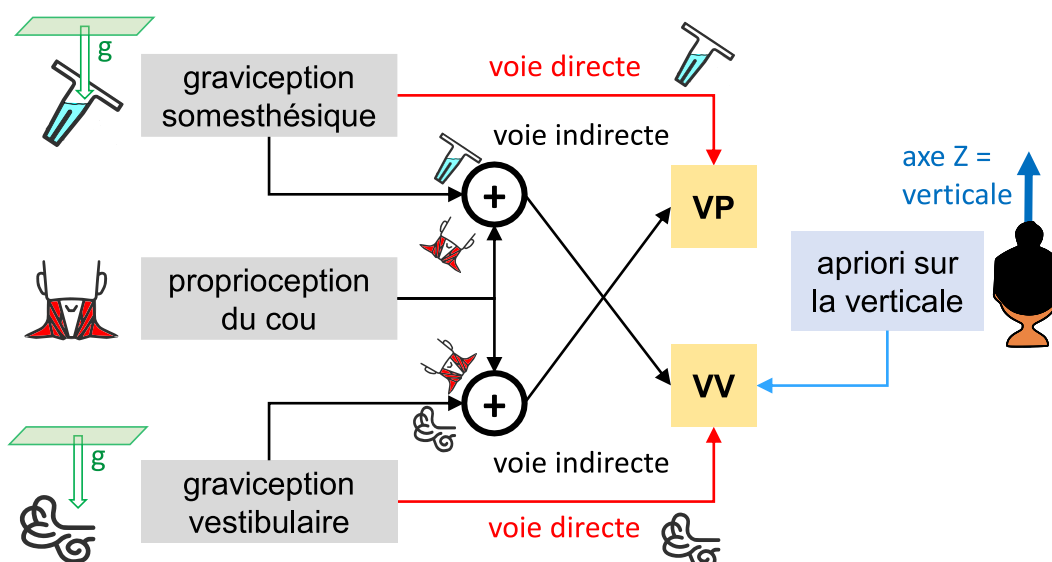 g
graviception
somesthésique
voie directe
voie indirecte
+
VP
axe Z =
verticale
proprioception
du cou
apriori sur
la verticale
+
VV
g
graviception
vestibulaire
voie indirecte
voie directe